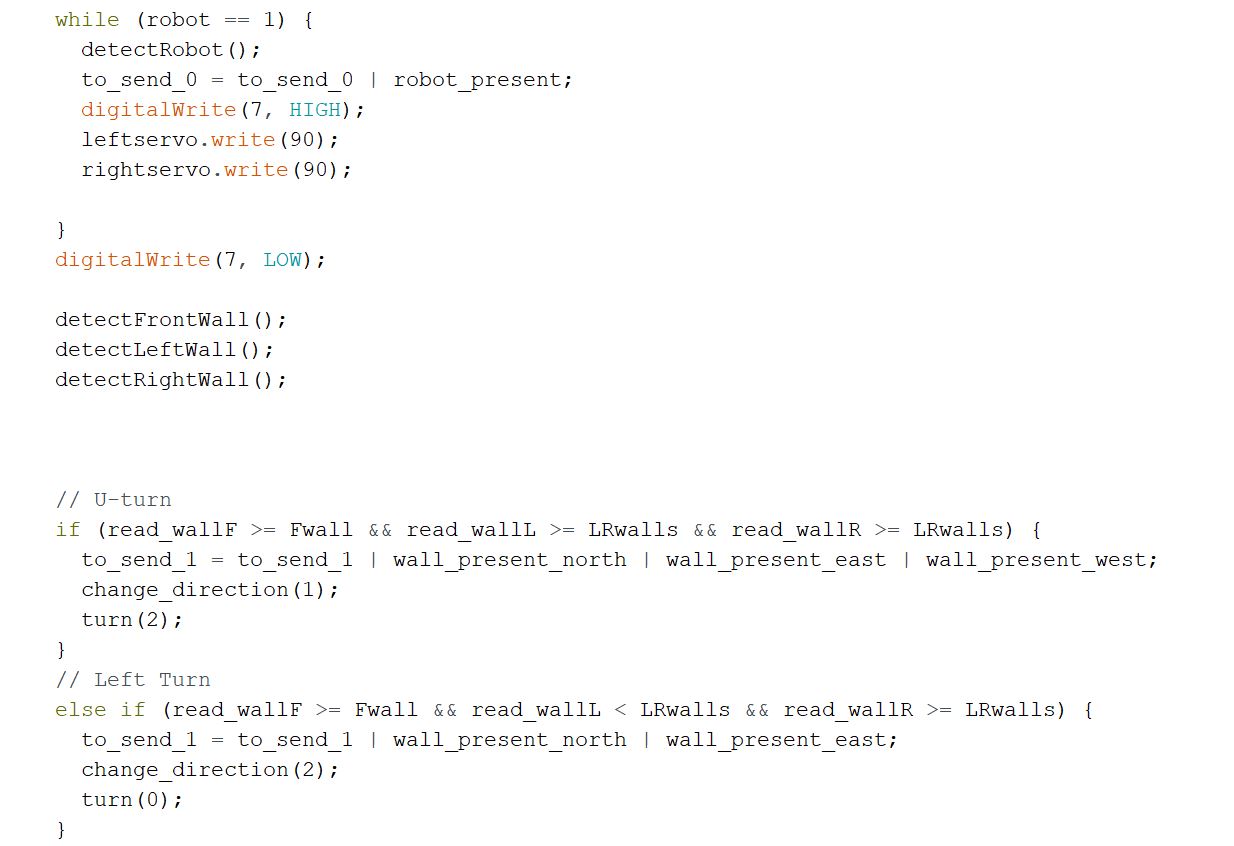 while (robot == 1) {
  detectRobot();
  to_send_0 = to_send_0 | robot_present;
  digitalWrite(7, HIGH);
  leftservo.write(90);
  rightservo.write(90);
}
digitalWrite(7, LOW);
detectFrontWall();
detectLeftWall();
detectRightWall();
// U-turn
if (read_wallF >= Fwall && read_wallL >= LRwalls && read_wallR >= LRwalls) {
  to_send_1 = to_send_1 | wall_present_north | wall_present_east | wall_present_west;
  change_direction(1);
  turn(2);
}
// Left Turn
else if (read_wallF >= Fwall && read_wallL < LRwalls && read_wallR >= LRwalls) {
  to_send_1 = to_send_1 | wall_present_north | wall_present_east;
  change_direction(2);
  turn(0);
}